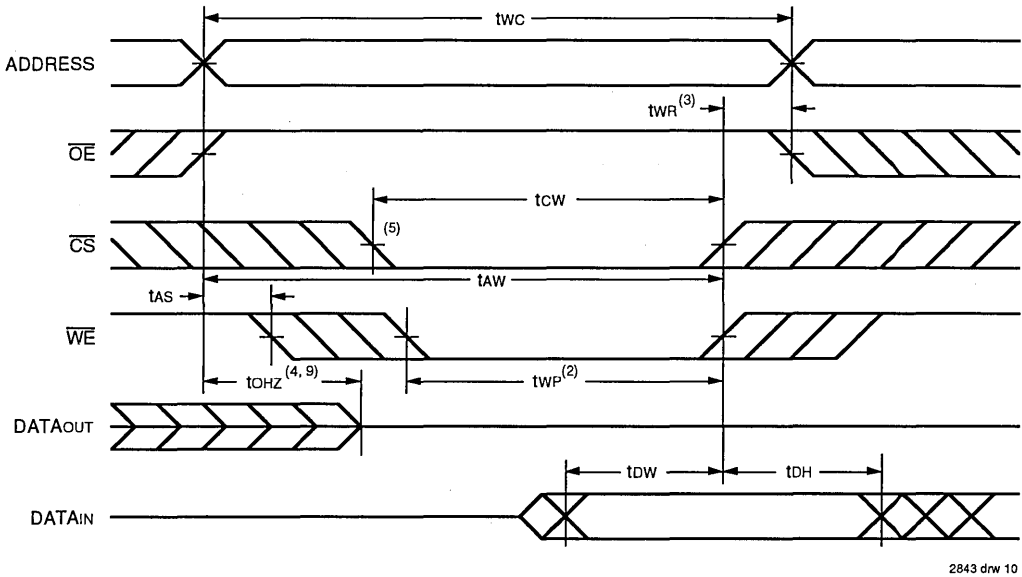 tWC
ADDRESS
tWR(3)
OE
tCW
CS
(5)
tAW
tAS
WE
tOHZ(4, 9)
tWP(2)
DATAOUT
tDW
tDH
DATAIN
2843 drw 10